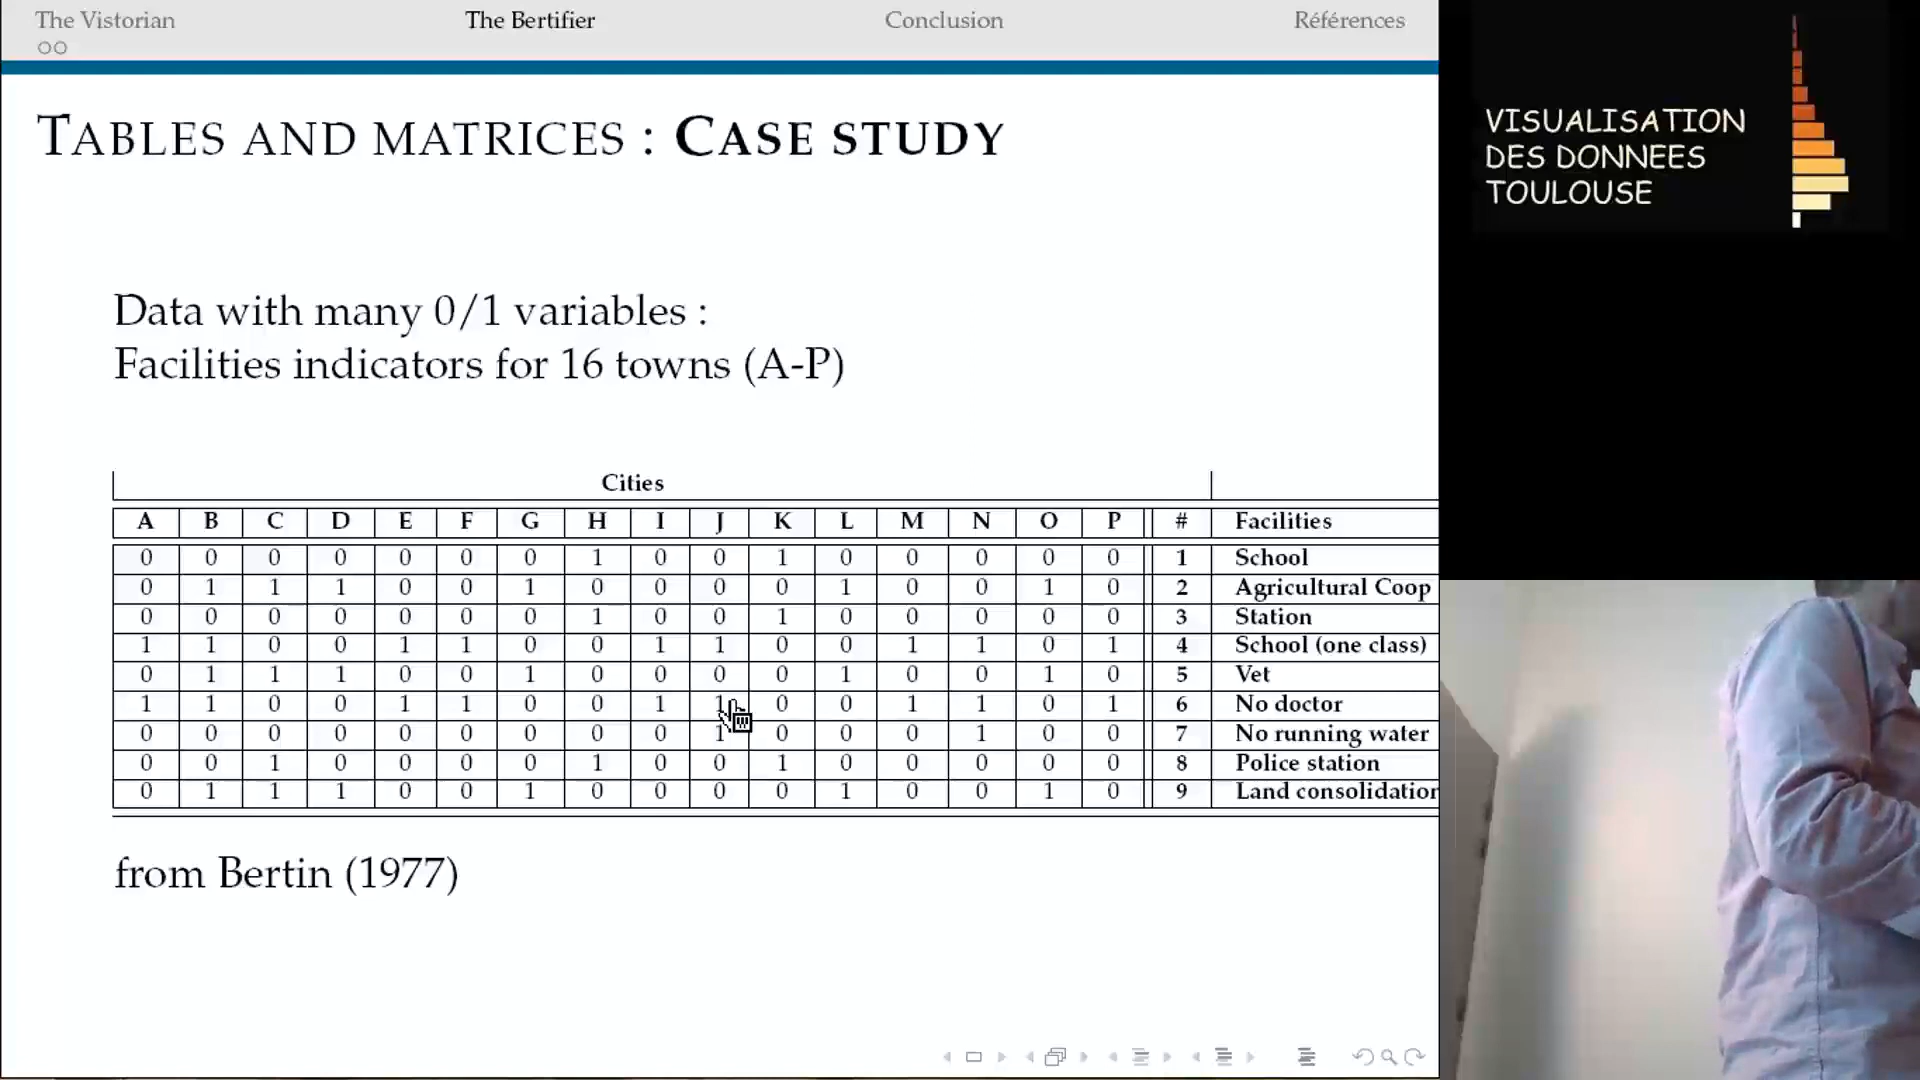 The Vistorian The Bertifier Conclusion Références
TABLES AND MATRICES : CASE STUDY
Data with many 0/1 variables :
Facilities indicators for 16 towns (A-P)
Cities
A B C D E F G H I J K L M N O P # Facilities
0 0 0 0 0 0 0 1 0 0 1 0 0 0 0 0 1 School
0 1 1 1 0 0 1 0 0 0 0 1 0 0 1 0 2 Agricultural Coop
0 0 0 0 0 0 0 1 0 0 1 0 0 0 0 0 3 Station
1 1 0 0 1 1 0 0 1 1 0 0 1 1 0 1 4 School (one class)
0 1 1 1 0 0 1 0 0 0 0 1 0 0 1 0 5 Vet
1 1 0 0 1 1 0 0 1 1 0 0 1 1 0 1 6 No doctor
0 0 0 0 0 0 0 0 0 1 0 0 0 1 0 0 7 No running water
0 0 1 0 0 0 0 1 0 0 1 0 0 0 0 0 8 Police station
0 1 1 1 0 0 1 0 0 0 0 1 0 0 1 0 9 Land consolidation
from Bertin (1977)
VISUALISATION
DES DONNEES
TOULOUSE